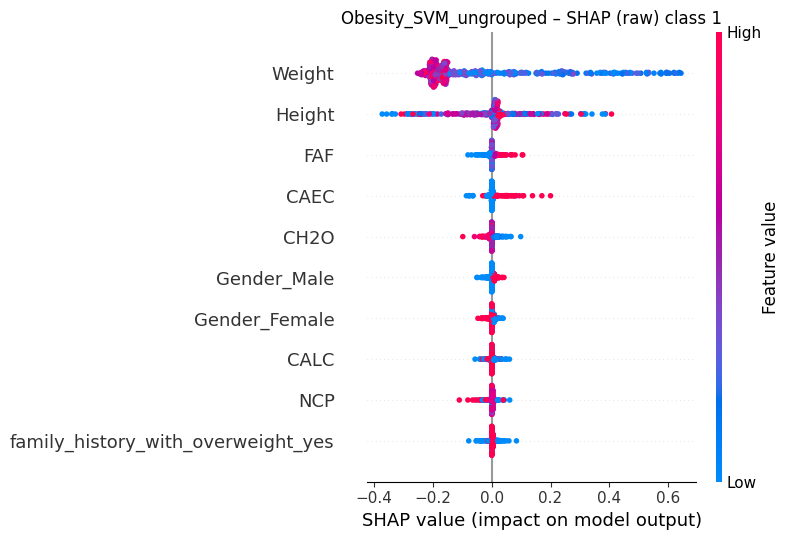 Obesity_SVM_ungrouped – SHAP (raw) class 1
High
Weight
Height
FAF
CAEC
CH2O
Gender_Male
Gender_Female
CALC
NCP
family_history_with_overweight_yes
Feature value
Low
−0.4 −0.2 0.0 0.2 0.4 0.6
SHAP value (impact on model output)